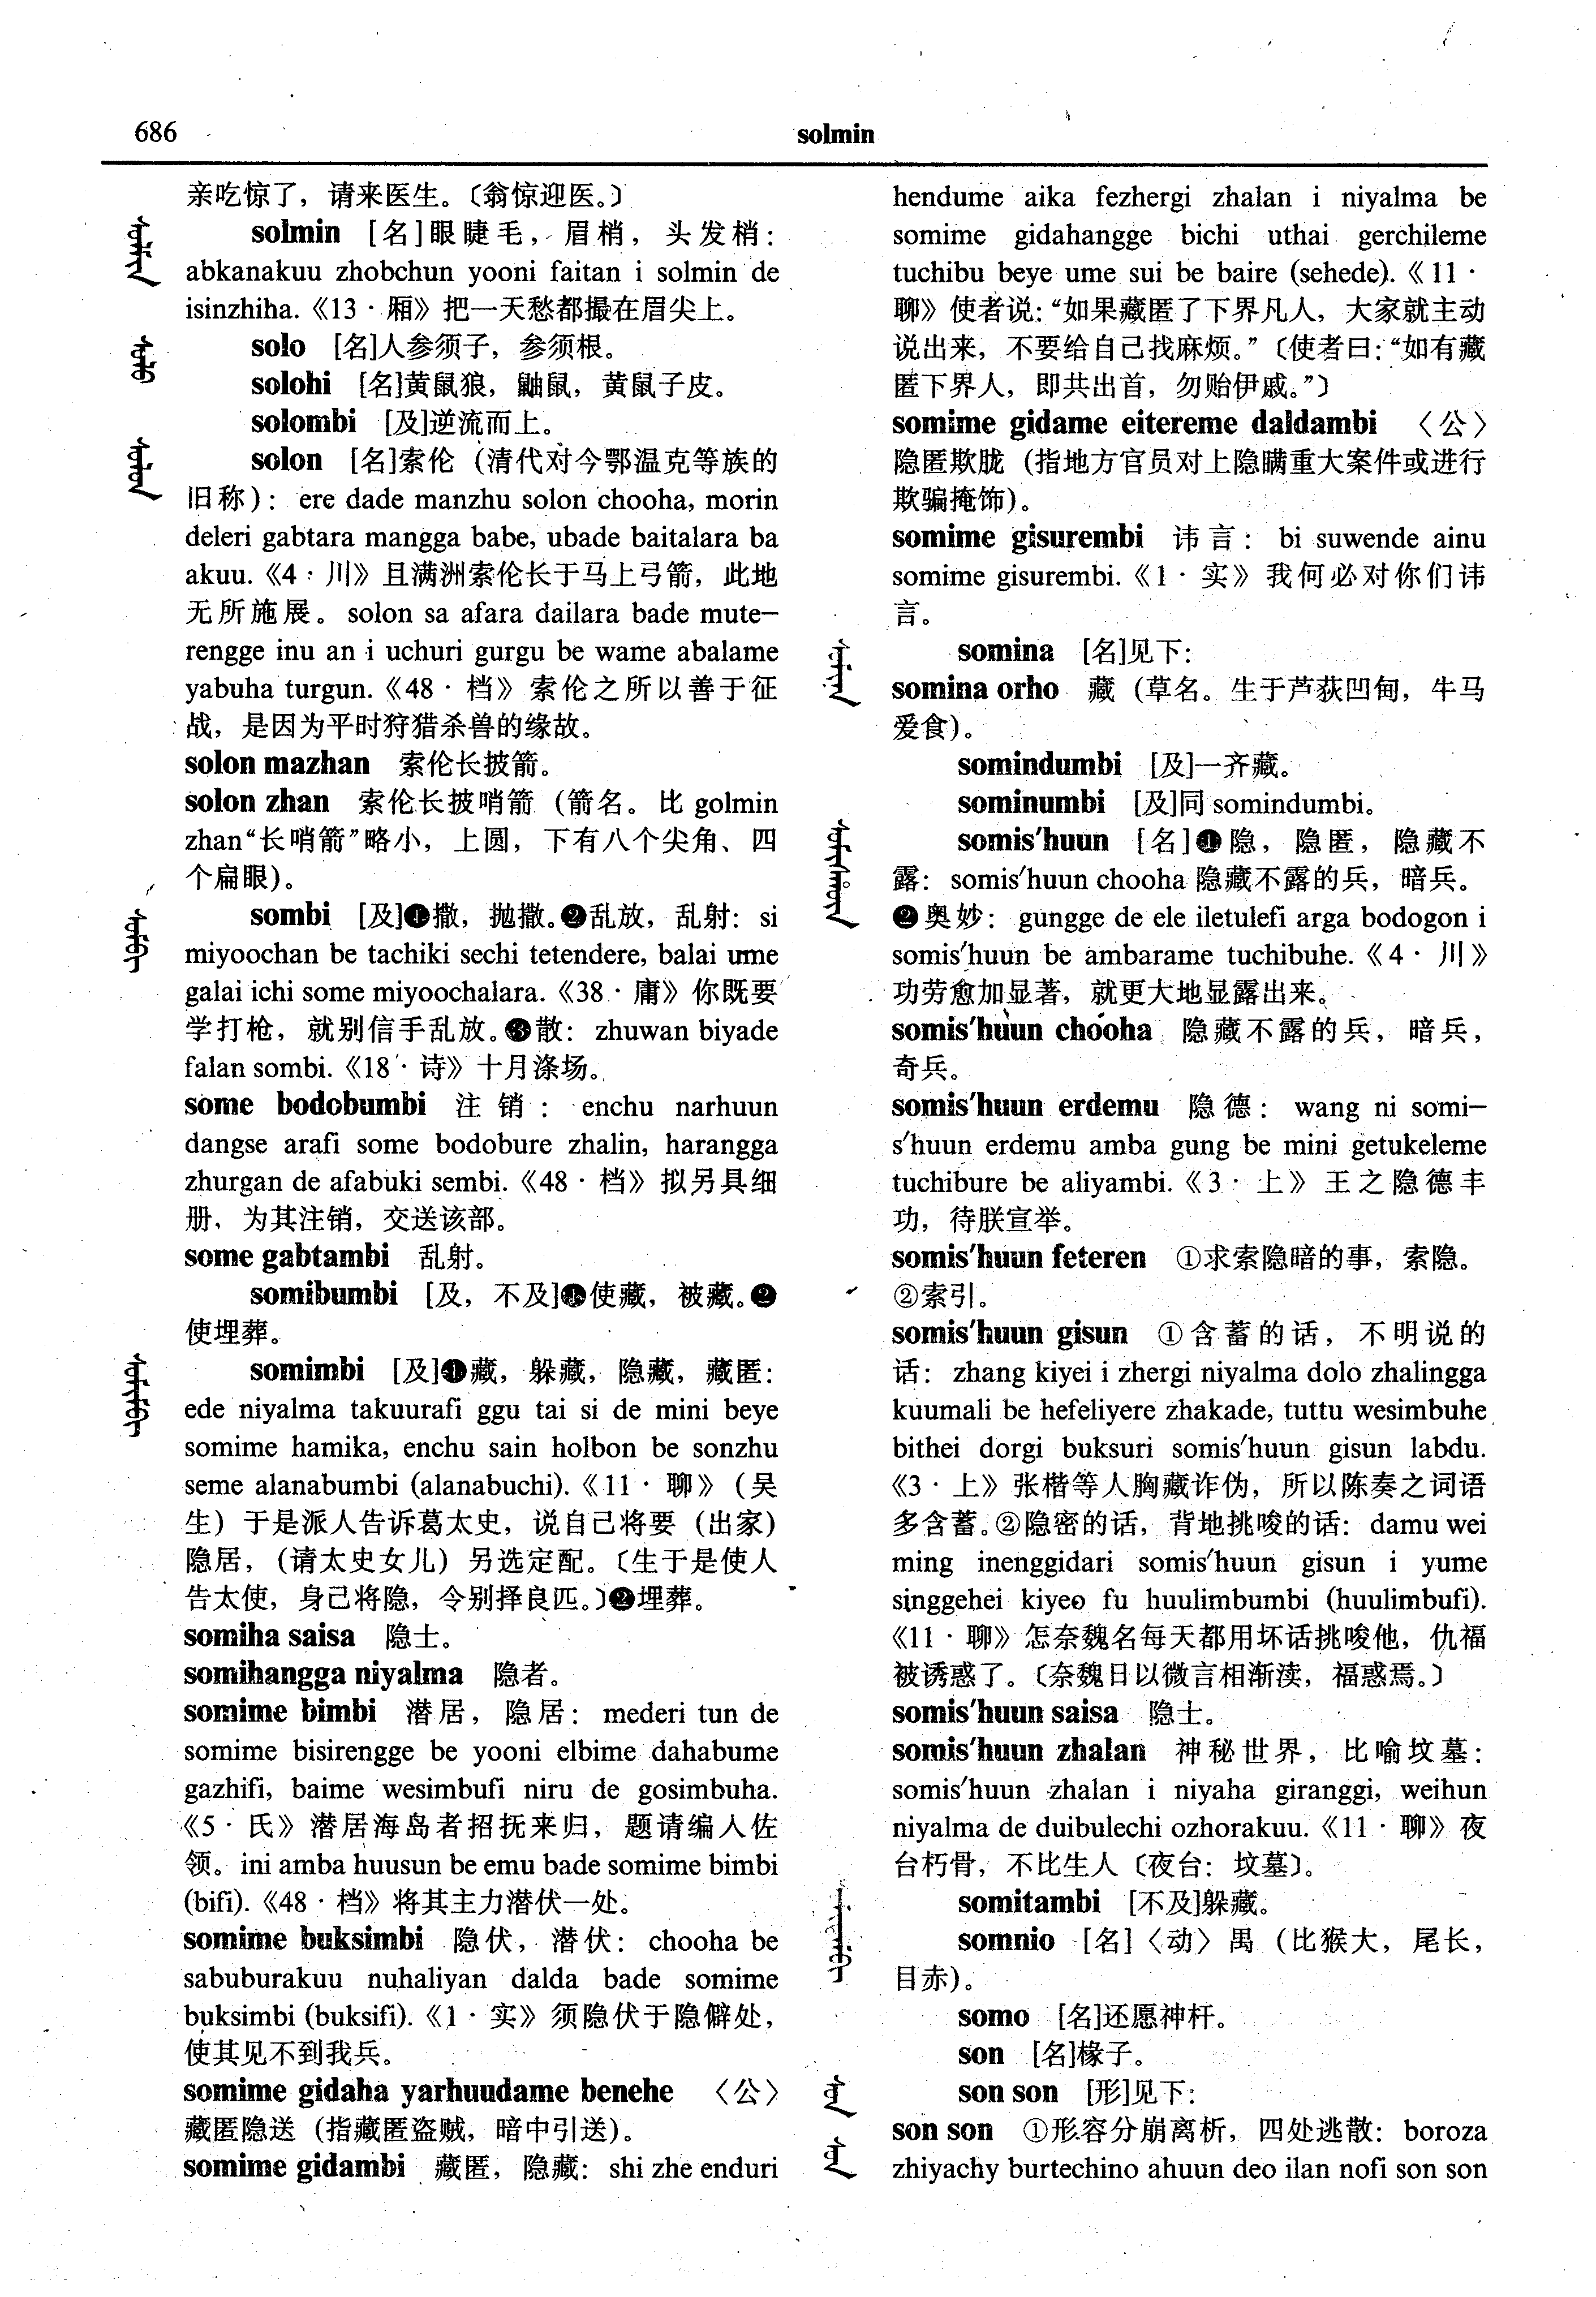 686
solmin
亲吃惊了，请来医生。〔翁惊迎医。〕
solmin [名]眼睫毛，眉梢，头发梢：
abkanakuu zhobchun yooni faitan i solmin de
isinzhiha.《13·厢》把一天愁都撮在眉尖上。
solo [名]人参须子，参须根。
solohi [名]黄鼠狼，鼬鼠，黄鼠子皮。
solombi [及]逆流而上。
solon [名]索伦（清代对今鄂温克等族的
旧称）：ere dade manzhu solon chooha, morin
deleri gabtara mangga babe, ubade baitalara ba
akuu.《4·川》且满洲索伦长于马上弓箭，此地
无所施展。solon sa afara dailara bade mute–
rengge inu an i uchuri gurgu be wame abalame
yabuha turgun.《48·档》索伦之所以善于征
战，是因为平时狩猎杀兽的缘故。
solon mazhan 索伦长披箭。
solon zhan 索伦长披哨箭（箭名。比 golmin
zhan“长哨箭”略小，上圆，下有八个尖角、四
个扁眼）。
sombi [及]❶撒，抛撒。❷乱放，乱射：si
miyoochan be tachiki sechi tetendere, balai ume
galai ichi some miyoochalara.《38·庸》你既要
学打枪，就别信手乱放。❸散：zhuwan biyade
falan sombi.《18·诗》十月涤场。
some bodobumbi 注销：enchu narhuun
dangse arafi some bodobure zhalin, harangga
zhurgan de afabuki sembi.《48·档》拟另具细
册，为其注销，交送该部。
some gabtambi 乱射。
somibumbi [及，不及]❶使藏，被藏。❷
使埋葬。
somimbi [及]❶藏，躲藏，隐藏，藏匿：
ede niyalma takuurafi ggu tai si de mini beye
somime hamika, enchu sain holbon be sonzhu
seme alanabumbi (alanabuchi).《11·聊》（吴
生）于是派人告诉葛太史，说自己将要（出家）
隐居，（请太史女儿）另选定配。〔生于是使人
告太使，身己将隐，令别择良匹。〕❷埋葬。
somiha saisa 隐士。
somihangga niyalma 隐者。
somime bimbi 潜居，隐居：mederi tun de
somime bisirengge be yooni elbime dahabume
gazhifi, baime wesimbufi niru de gosimbuha.
《5·氏》潜居海岛者招抚来归，题请编人佐
领。ini amba huusun be emu bade somime bimbi
(bifi).《48·档》将其主力潜伏一处。
somime buksimbi 隐伏，潜伏：chooha be
sabuburakuu nuhaliyan dalda bade somime
buksimbi (buksifi).《1·实》须隐伏于隐僻处，
使其见不到我兵。
somime gidaha yarhuudame benehe 〈公〉
藏匿隐送（指藏匿盗贼，暗中引送）。
somime gidambi 藏匿，隐藏：shi zhe enduri
hendume aika fezhergi zhalan i niyalma be
somime gidahangge bichi uthai gerchileme
tuchibu beye ume sui be baire (sehede).《11·
聊》使者说：“如果藏匿了下界凡人，大家就主动
说出来，不要给自己找麻烦。”〔使者曰：“如有藏
匿下界人，即共出首，勿贻伊戚。”〕
somime gidame eitereme daldambi 〈公〉
隐匿欺胧（指地方官员对上隐瞒重大案件或进行
欺骗掩饰）。
somime gisurembi 讳言：bi suwende ainu
somime gisurembi.《1·实》我何必对你们讳
言。
somina [名]见下：
somina orho 藏（草名。生于芦荻凹甸，牛马
爱食）。
somindumbi [及]一齐藏。
sominumbi [及]同 somindumbi。
somis'huun [名]❶隐，隐匿，隐藏不
露：somis'huun chooha 隐藏不露的兵，暗兵。
❷奥妙：gungge de ele iletulefi arga bodogon i
somis'huun be ambarame tuchibuhe.《4·川》
功劳愈加显著，就更大地显露出来。
somis'huun chooha 隐藏不露的兵，暗兵，
奇兵。
somis'huun erdemu 隐德：wang ni somi–
s'huun erdemu amba gung be mini getukeleme
tuchibure be aliyambi.《3·上》王之隐德丰
功，待朕宣举。
somis'huun feteren ①求索隐暗的事，索隐。
②索引。
somis'huun gisun ①含蓄的话，不明说的
话：zhang kiyei i zhergi niyalma dolo zhalingga
kuumali be hefeliyere zhakade, tuttu wesimbuhe
bithei dorgi buksuri somis'huun gisun labdu.
《3·上》张楷等人胸藏诈伪，所以陈奏之词语
多含蓄。②隐密的话，背地挑唆的话：damu wei
ming inenggidari somis'huun gisun i yume
singgehei kiyeo fu huulimbumbi (huulimbufi).
《11·聊》怎奈魏名每天都用坏话挑唆他，仇福
被诱惑了。〔奈魏日以微言相渐渎，福惑焉。〕
somis'huun saisa 隐士。
somis'huun zhalan 神秘世界，比喻坟墓：
somis'huun zhalan i niyaha giranggi, weihun
niyalma de duibulechi ozhorakuu.《11·聊》夜
台朽骨，不比生人〔夜台：坟墓〕。
somitambi [不及]躲藏。
somnio [名]〈动〉禺（比猴大，尾长，
目赤）。
somo [名]还愿神杆。
son [名]椽子。
son son [形]见下：
son son ①形容分崩离析，四处逃散：boroza
zhiyachy burtechino ahuun deo ilan nofi son son